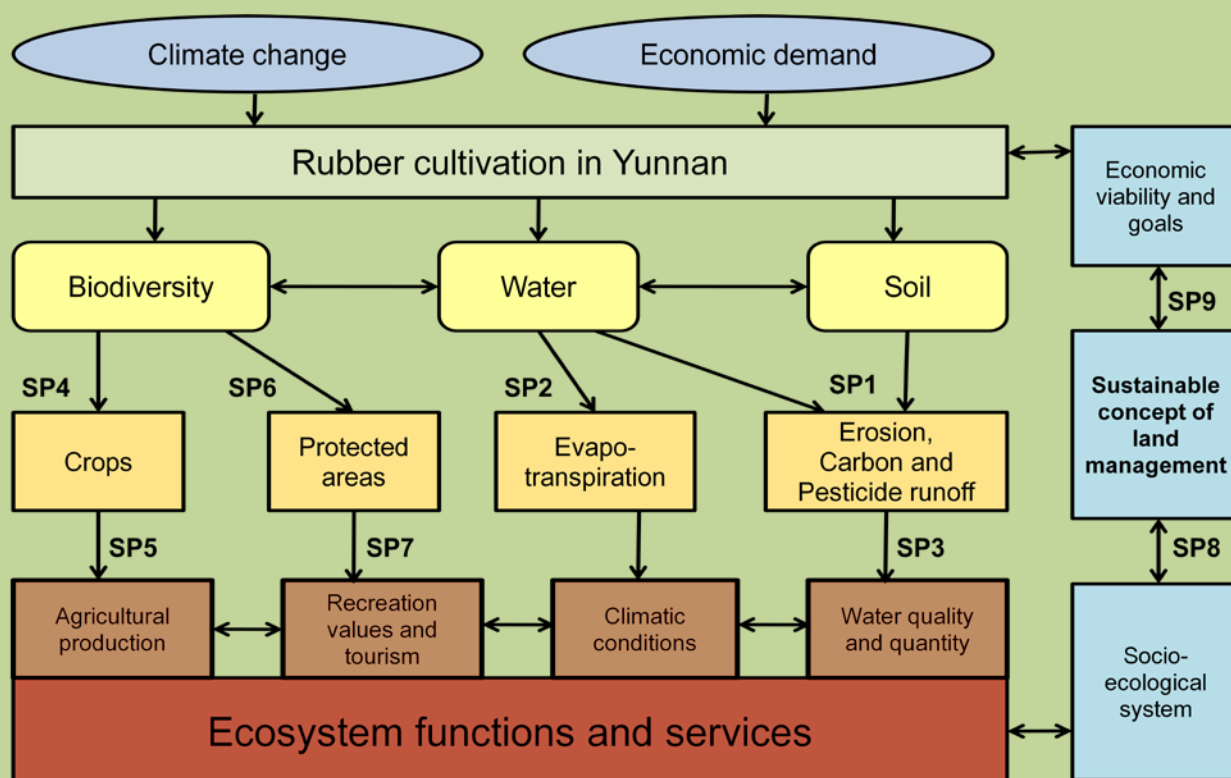 Climate change
Economic demand
Rubber cultivation in Yunnan
Economic
viability and
goals
Biodiversity
Water
Soil
SP9
SP4
SP6
SP2
SP1
Sustainable
concept of
land
management
Crops
Protected
areas
Evapo-
transpiration
Erosion,
Carbon and
Pesticide runoff
SP5
SP7
SP3
SP8
Agricultural
production
Recreation
values and
tourism
Climatic
conditions
Water quality
and quantity
Socio-
ecological
system
Ecosystem functions and services